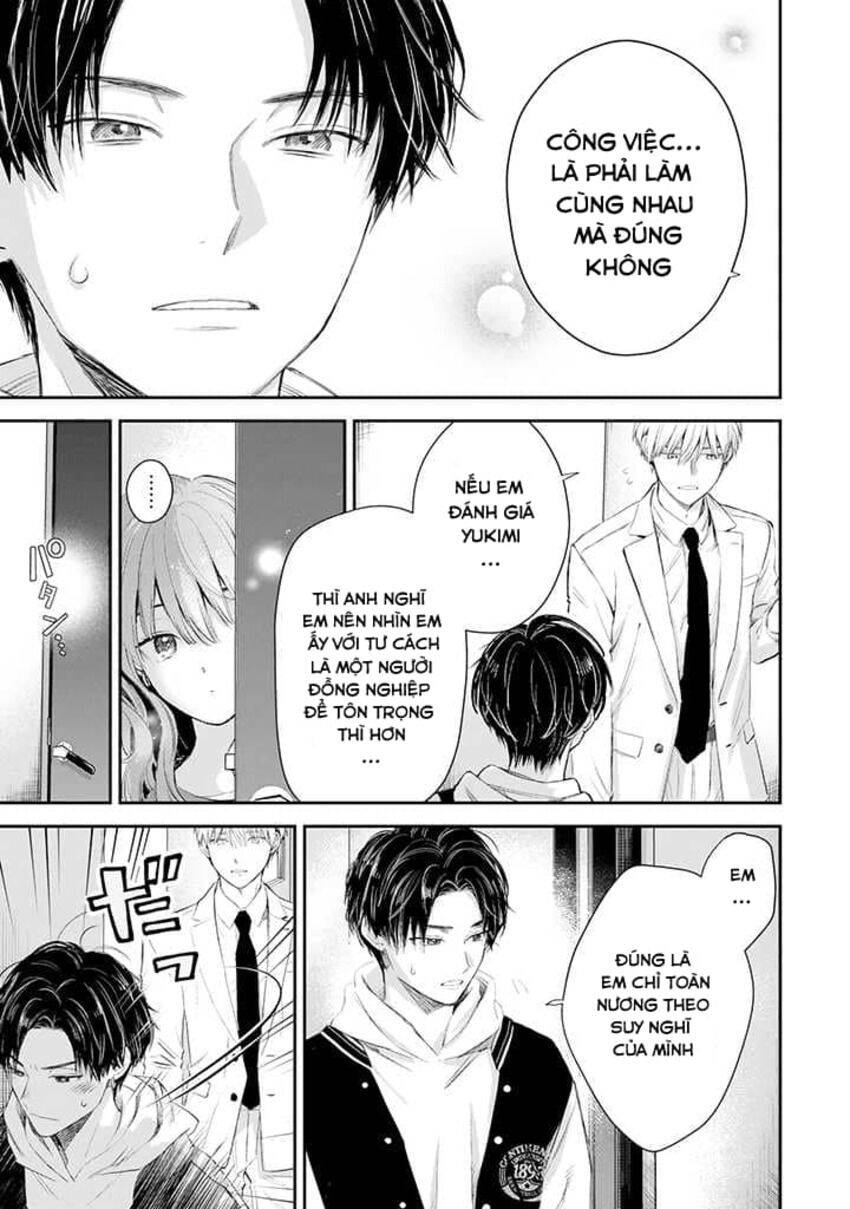 CÔNG VIỆC...
LÀ PHẢI LÀM
CÙNG NHAU
MÀ ĐÚNG
KHÔNG
NẾU EM
ĐÁNH GIÁ
YUKIMI
...
THÌ ANH NGHĨ
EM NÊN NHÌN EM
ẤY VỚI TƯ CÁCH
LÀ MỘT NGƯỜI
ĐỒNG NGHIỆP
ĐỂ TÔN TRỌNG
THÌ HƠN
...
......
パタン…
EM
...
ĐÚNG LÀ
EM CHỈ TOÀN
NƯƠNG THEO
SUY NGHĨ
CỦA MÌNH
ダッ